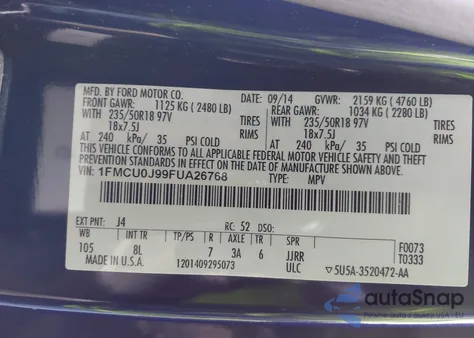 MFD. BY FORD MOTOR CO.
09/14 GVWR: 2159 KG (4760 LB)
FRONT GAWR: 1125 KG (2480 LB) REAR GAWR: 1034 KG (2280 LB)
WITH 235/50R18 97V TIRES WITH 235/50R18 97V TIRES
18x7.5J RIMS 18x7.5J RIMS
AT 240 kPa/ 35 PSI COLD AT 240 kPa/ 35 PSI COLD
THIS VEHICLE CONFORMS TO ALL APPLICABLE FEDERAL MOTOR VEHICLE SAFETY AND THEFT PREVENTION STANDARDS IN EFFECT ON THE DATE OF MANUFACTURE SHOWN ABOVE.
VIN: 1FMCU0J99FUA26768
TYPE: MPV
EXT PNT: J4 RC: 52 DSO: F0073
WB INT TR TP/PS R AXLE TR SPR T0333
105 8L 7 3A 6 JJRR
MADE IN U.S.A. 1201409295073 ULC 5U5A-3520472-AA
autoSnap